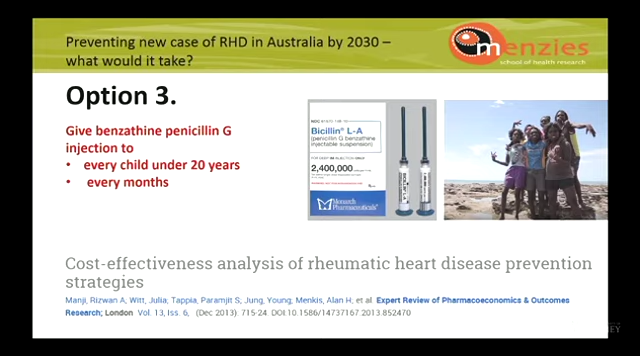 Preventing new case of RHD in Australia by 2030 –
what would it take?
menzies
school of health research
Option 3.
Give benzathine penicillin G
injection to
• every child under 20 years
• every months
Bicillin® L-A
(penicillin G benzathine
injectable suspension)
2,400,000
Monarch
Pharmaceuticals
Cost-effectiveness analysis of rheumatic heart disease prevention
strategies
Manji, Rizwan A, Witt, Julia, Tappia, Paramjit S, Jung, Young, Menkis, Alan H, et al. Expert Review of Pharmacoeconomics & Outcomes
Research; London Vol. 13, Iss. 6, (Dec 2013). 715-24. DOI:10.1586/14737167.2013.852470